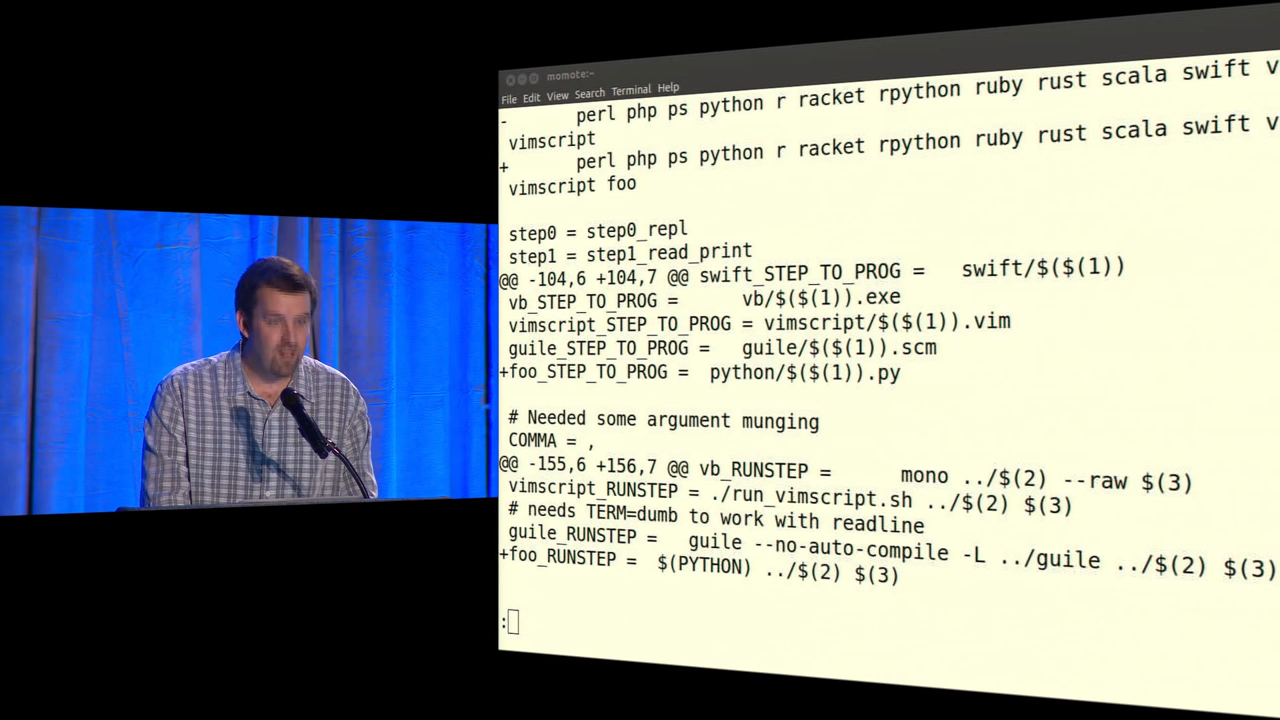 momote:~
File Edit View Search Terminal Help
- perl php ps python r racket rpython ruby rust scala swift v
vimscript
+ perl php ps python r racket rpython ruby rust scala swift v
vimscript foo
step0 = step0_repl
step1 = step1_read_print
@@ -104,6 +104,7 @@ swift_STEP_TO_PROG = swift/$($(1))
vb_STEP_TO_PROG = vb/$($(1)).exe
vimscript_STEP_TO_PROG = vimscript/$($(1)).vim
guile_STEP_TO_PROG = guile/$($(1)).scm
+foo_STEP_TO_PROG = python/$($(1)).py
# Needed some argument munging
COMMA = ,
@@ -155,6 +156,7 @@ vb_RUNSTEP = mono ../$(2) --raw $(3)
vimscript_RUNSTEP = ./run_vimscript.sh ../$(2) $(3)
# needs TERM=dumb to work with readline
guile_RUNSTEP = guile --no-auto-compile -L ../guile ../$(2) $(3)
+foo_RUNSTEP = $(PYTHON) ../$(2) $(3)
: